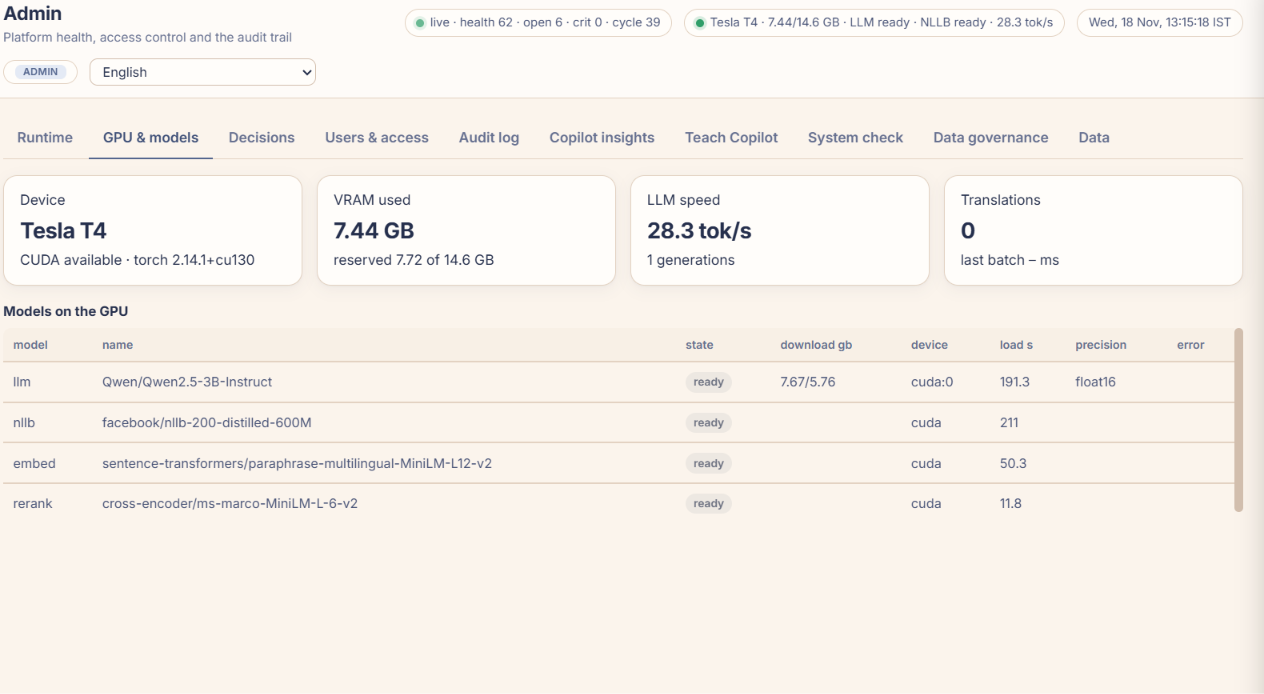 Admin
Platform health, access control and the audit trail
live · health 62 · open 6 · crit 0 · cycle 39
Tesla T4 · 7.44/14.6 GB · LLM ready · NLLB ready · 28.3 tok/s
Wed, 18 Nov, 13:15:18 IST
ADMIN
English
Runtime GPU & models Decisions Users & access Audit log Copilot insights Teach Copilot System check Data governance Data
Device
Tesla T4
CUDA available · torch 2.14.1+cu130
VRAM used
7.44 GB
reserved 7.72 of 14.6 GB
LLM speed
28.3 tok/s
1 generations
Translations
0
last batch – ms
Models on the GPU
model name state download gb device load s precision error
llm Qwen/Qwen2.5-3B-Instruct ready 7.67/5.76 cuda:0 191.3 float16
nllb facebook/nllb-200-distilled-600M ready cuda 211
embed sentence-transformers/paraphrase-multilingual-MiniLM-L12-v2 ready cuda 50.3
rerank cross-encoder/ms-marco-MiniLM-L-6-v2 ready cuda 11.8